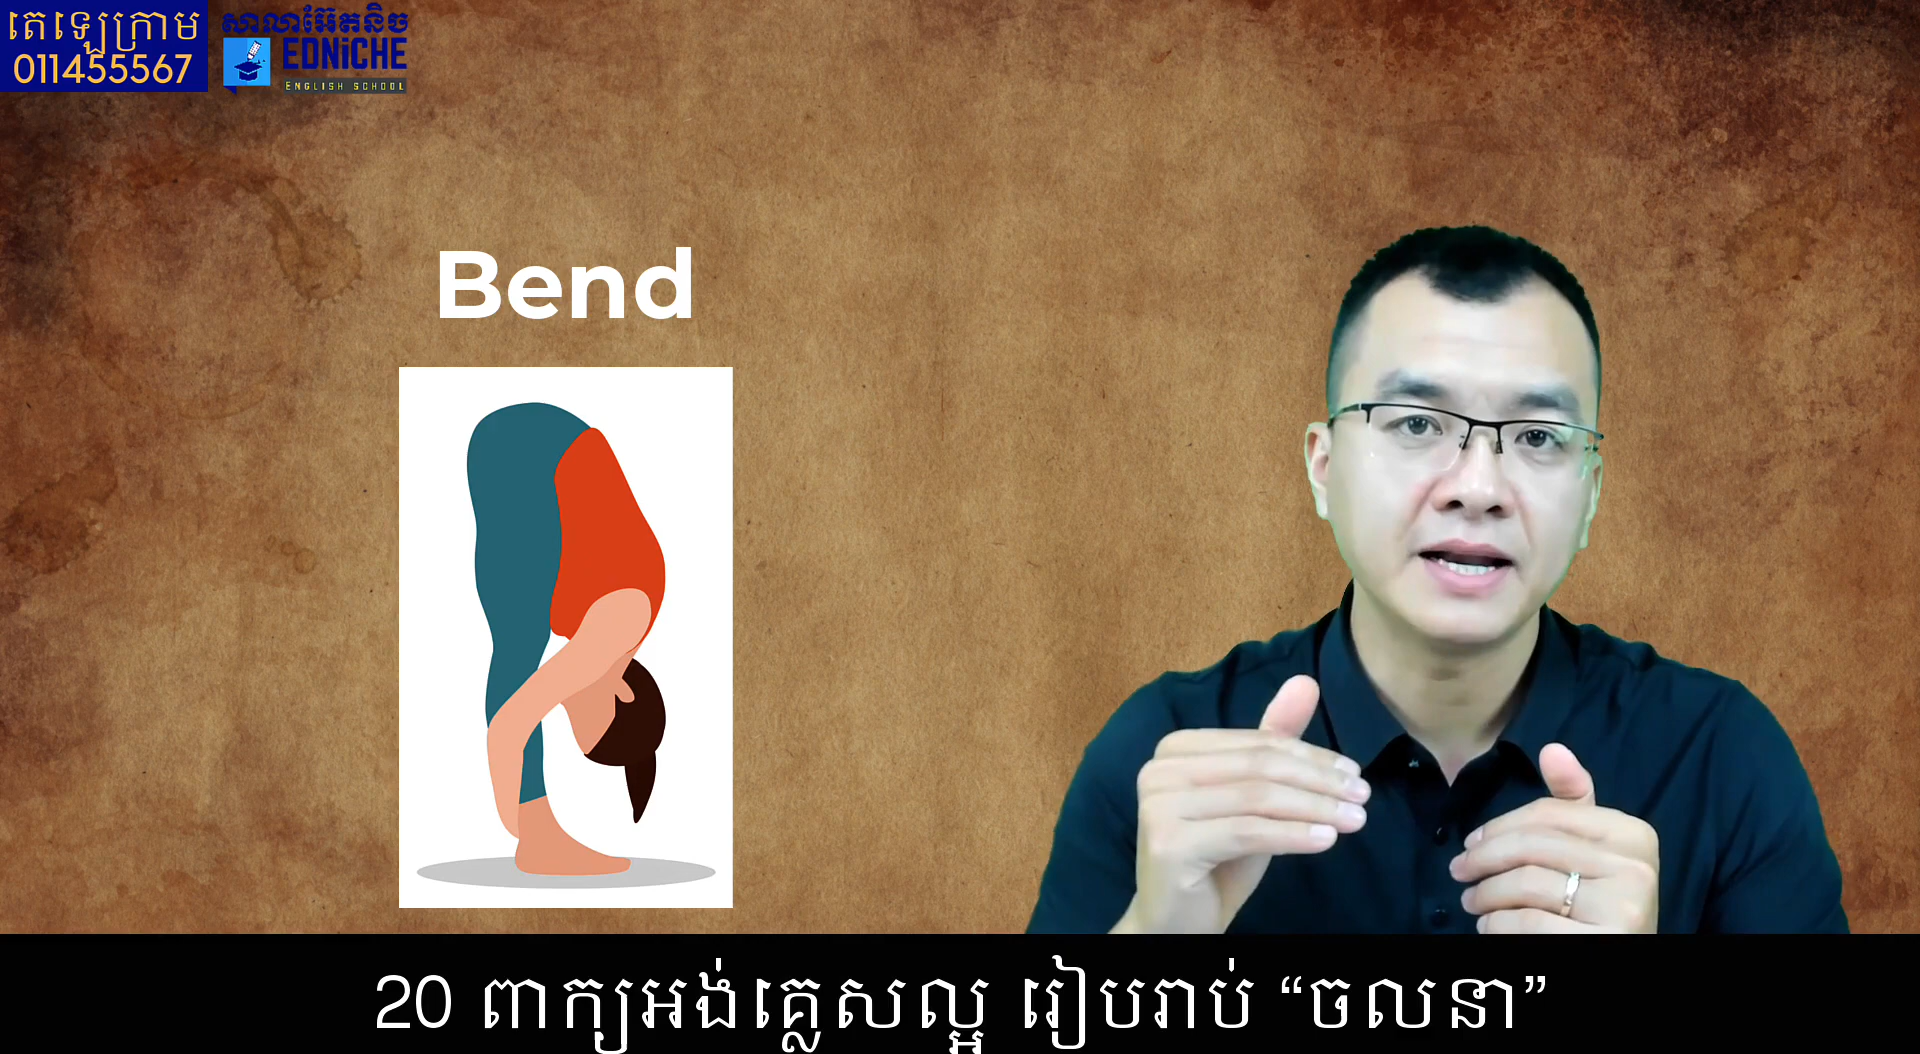 តេឡេក្រាម
011455567
សាលាអ៊ែតនិច
EDNiCHE
ENGLISH SCHOOL
Bend
20 ពាក្យអង់គ្លេសល្អ រៀបរាប់ “ចលនា”